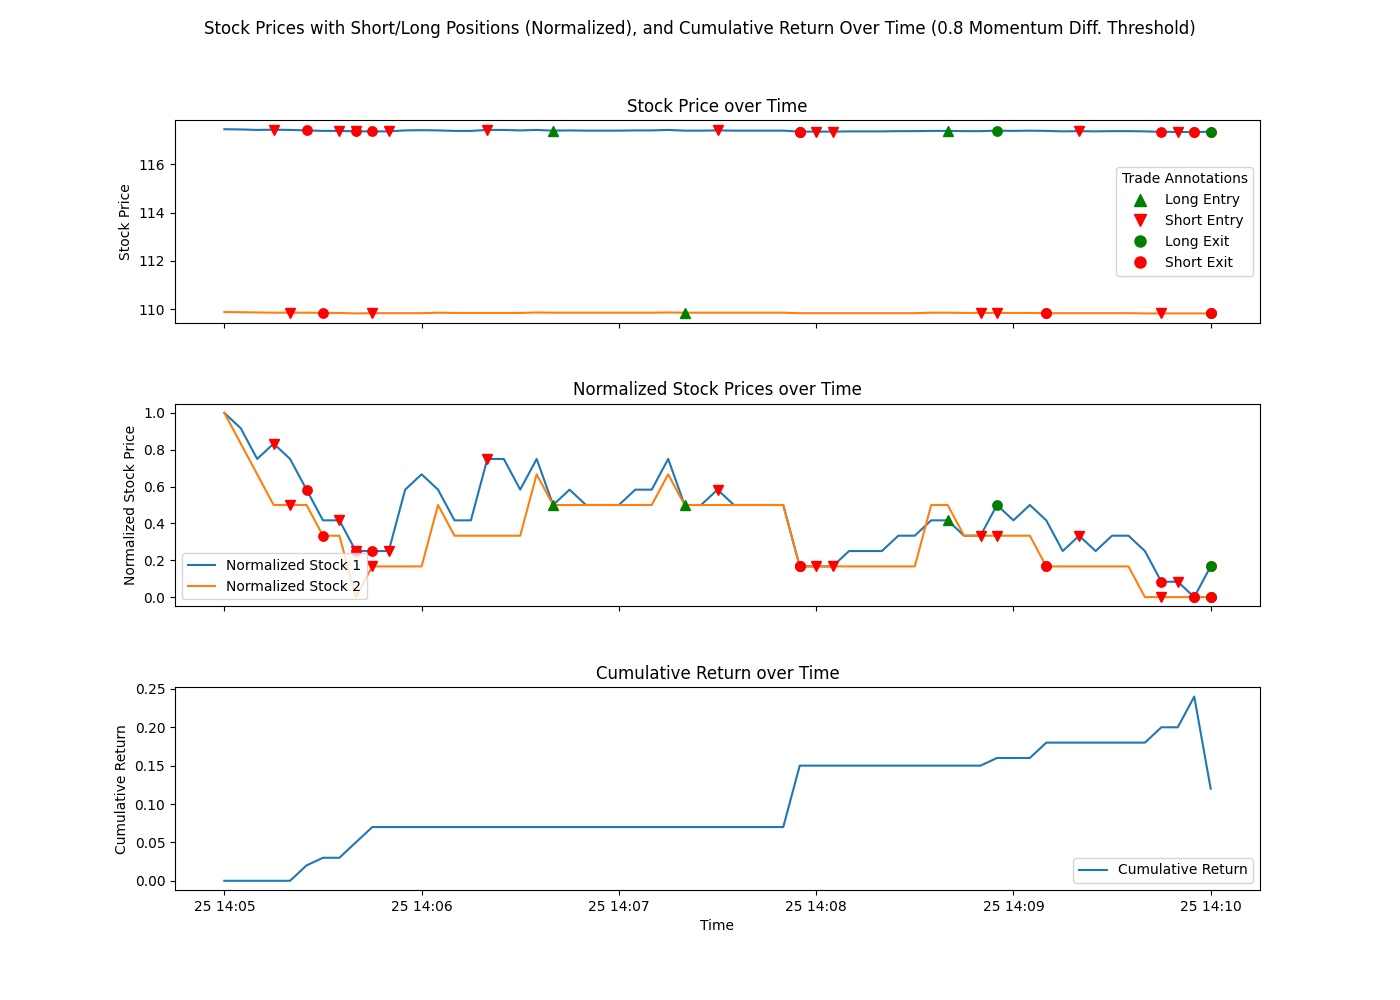 Stock Prices with Short/Long Positions (Normalized), and Cumulative Return Over Time (0.8 Momentum Diff. Threshold)
Stock Price over Time
Stock Price
116
114
112
110
Trade Annotations
Long Entry
Short Entry
Long Exit
Short Exit
Normalized Stock Prices over Time
Normalized Stock Price
1.0
0.8
0.6
0.4
0.2
0.0
Normalized Stock 1
Normalized Stock 2
Cumulative Return over Time
Cumulative Return
0.25
0.20
0.15
0.10
0.05
0.00
Cumulative Return
25 14:05
25 14:06
25 14:07
25 14:08
25 14:09
25 14:10
Time